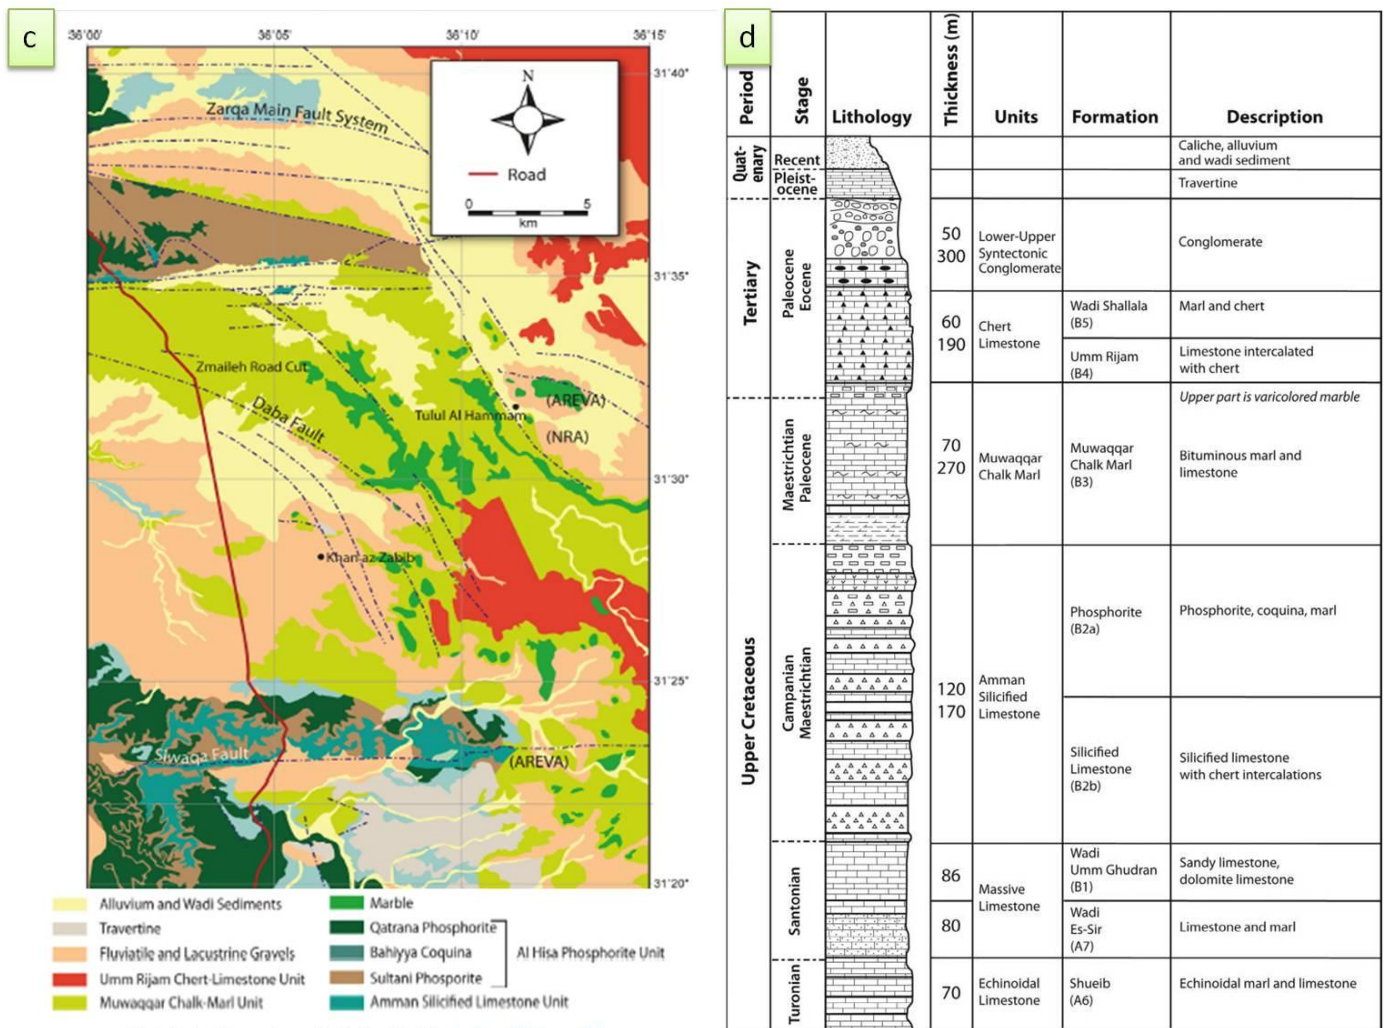 c
36°00'
36°05'
36°10'
36°15'
31°40'
31°35'
31°30'
31°25'
31°20'
N
Road
0
5
km
Zarqa Main Fault System
Zmaileh Road Cut
Daba Fault
Tulul Al Hammam
(AREVA)
(NRA)
Khan az Zabib
Siwaqa Fault
(AREVA)
Alluvium and Wadi Sediments
Travertine
Fluviatile and Lacustrine Gravels
Umm Rijam Chert-Limestone Unit
Muwaqqar Chalk-Marl Unit
Marble
Qatrana Phosphorite
Bahiyya Coquina
Sultani Phosporite
Amman Silicified Limestone Unit
Al Hisa Phosphorite Unit
d
Period
Stage
Lithology
Thickness (m)
Units
Formation
Description
Quat-
enary
Recent
Caliche, alluvium
and wadi sediment
Pleist-
ocene
Travertine
Tertiary
Paleocene
Eocene
50
300
Lower-Upper
Syntectonic
Conglomerate
Conglomerate
60
190
Chert
Limestone
Wadi Shallala
(B5)
Marl and chert
Umm Rijam
(B4)
Limestone intercalated
with chert
Upper Cretaceous
Maestrichtian
Paleocene
70
270
Muwaqqar
Chalk Marl
Muwaqqar
Chalk Marl
(B3)
Upper part is varicolored marble
Bituminous marl and
limestone
Campanian
Maestrichtian
120
170
Amman
Silicified
Limestone
Phosphorite
(B2a)
Phosphorite, coquina, marl
Silicified
Limestone
(B2b)
Silicified limestone
with chert intercalations
Santonian
86
Massive
Limestone
Wadi
Umm Ghudran
(B1)
Sandy limestone,
dolomite limestone
80
Wadi
Es-Sir
(A7)
Limestone and marl
Turonian
70
Echinoidal
Limestone
Shueib
(A6)
Echinoidal marl and limestone